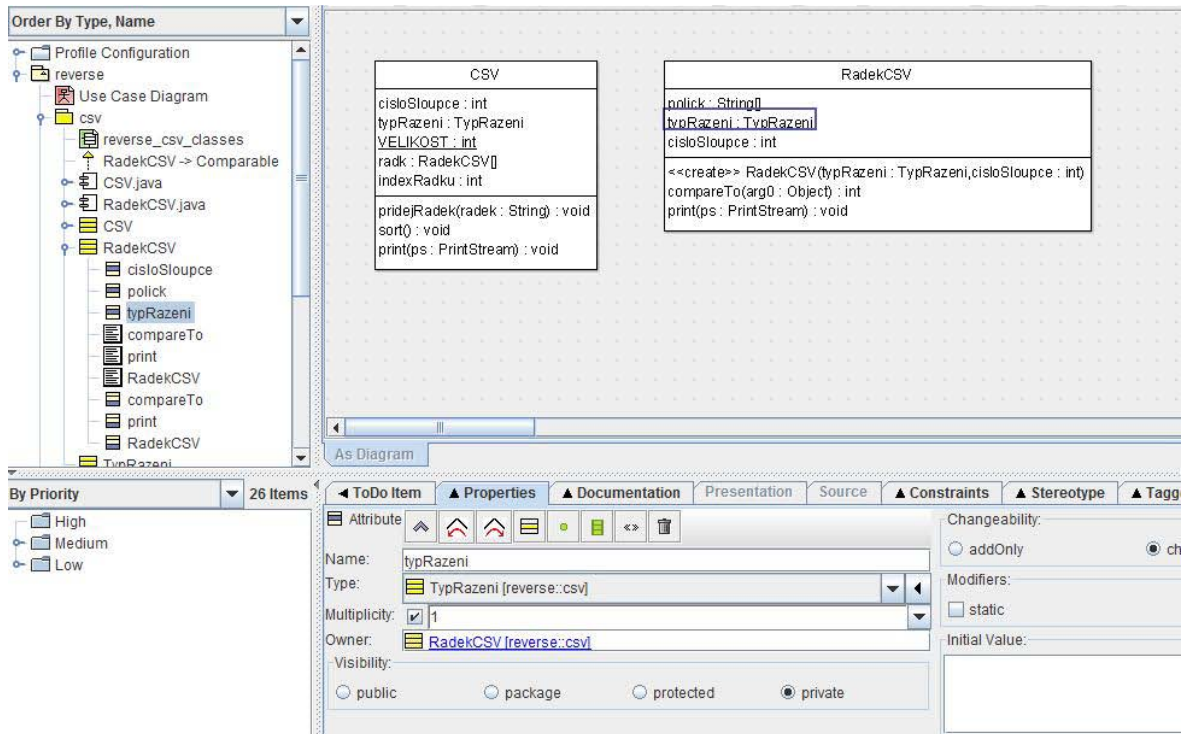 Order By Type, Name
Profile Configuration
reverse
Use Case Diagram
csv
reverse_csv_classes
RadekCSV -> Comparable
CSV.java
RadekCSV.java
CSV
RadekCSV
cisloSloupce
polick
typRazeni
compareTo
print
RadekCSV
compareTo
print
RadekCSV
TypRazeni
CSV
cisloSloupce : int
typRazeni : TypRazeni
VELIKOST : int
radk : RadekCSV[]
indexRadku : int
pridejRadek(radek : String) : void
sort() : void
print(ps : PrintStream) : void
RadekCSV
polick : String[]
typRazeni : TypRazeni
cisloSloupce : int
<<create>> RadekCSV(typRazeni : TypRazeni,cisloSloupce : int)
compareTo(arg0 : Object) : int
print(ps : PrintStream) : void
As Diagram
By Priority 26 Items
High
Medium
Low
ToDo Item Properties Documentation Presentation Source Constraints Stereotype Tagg
Attribute
Name: typRazeni
Type: TypRazeni [reverse::csv]
Multiplicity: 1
Owner: RadekCSV [reverse::csv]
Visibility:
public package protected private
Changeability:
addOnly ch
Modifiers:
static
Initial Value: